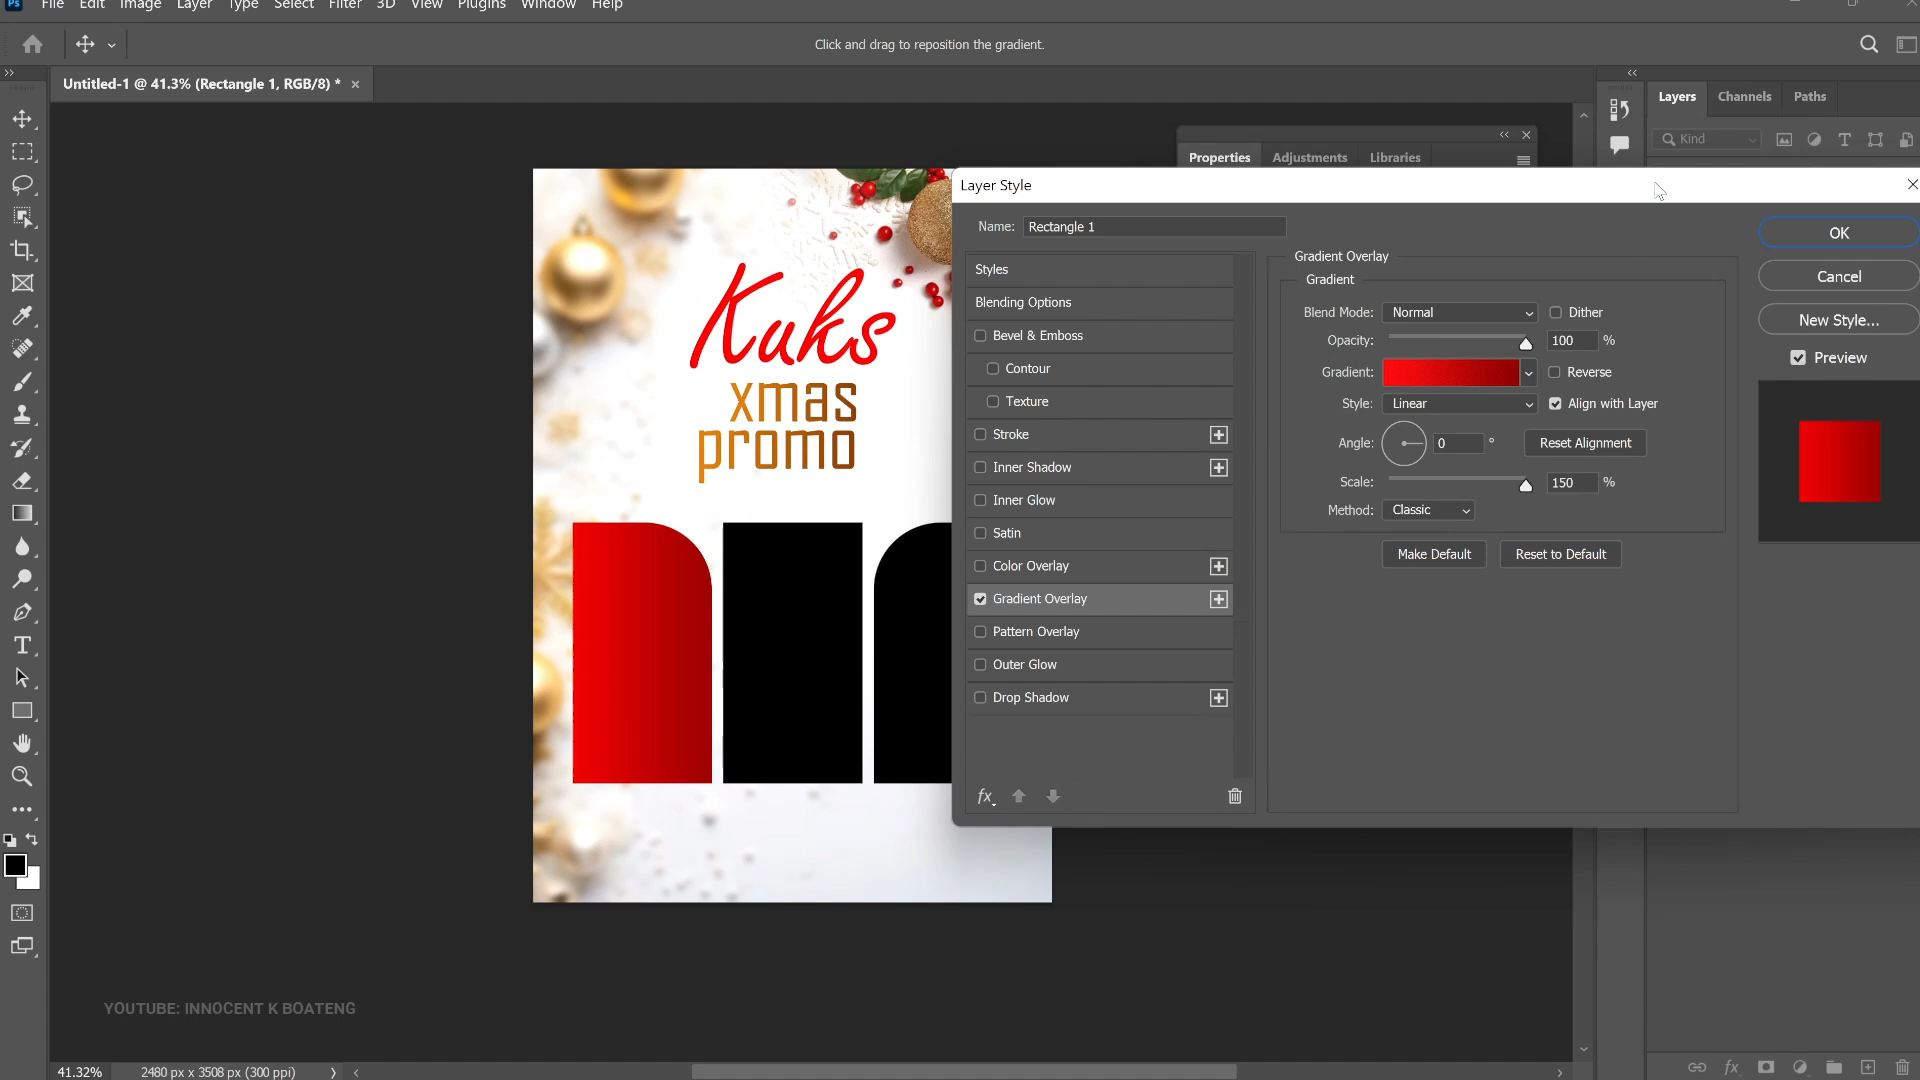 Ps File Edit Image Layer Type Select Filter 3D View Plugins Window Help
Click and drag to reposition the gradient.
Untitled-1 @ 41.3% (Rectangle 1, RGB/8) *
Layers Channels Paths
Kind
Properties Adjustments Libraries
Layer Style
Name: Rectangle 1
Styles
Blending Options
Bevel & Emboss
Contour
Texture
Stroke
Inner Shadow
Inner Glow
Satin
Color Overlay
Gradient Overlay
Pattern Overlay
Outer Glow
Drop Shadow
fx
Gradient Overlay
Gradient
Blend Mode: Normal Dither
Opacity: 100 %
Gradient: Reverse
Style: Linear Align with Layer
Angle: 0 ° Reset Alignment
Scale: 150 %
Method: Classic
Make Default Reset to Default
OK
Cancel
New Style...
Preview
Kuks
xmas
promo
YOUTUBE: INNOCENT K BOATENG
41.32% 2480 px x 3508 px (300 ppi)
fx